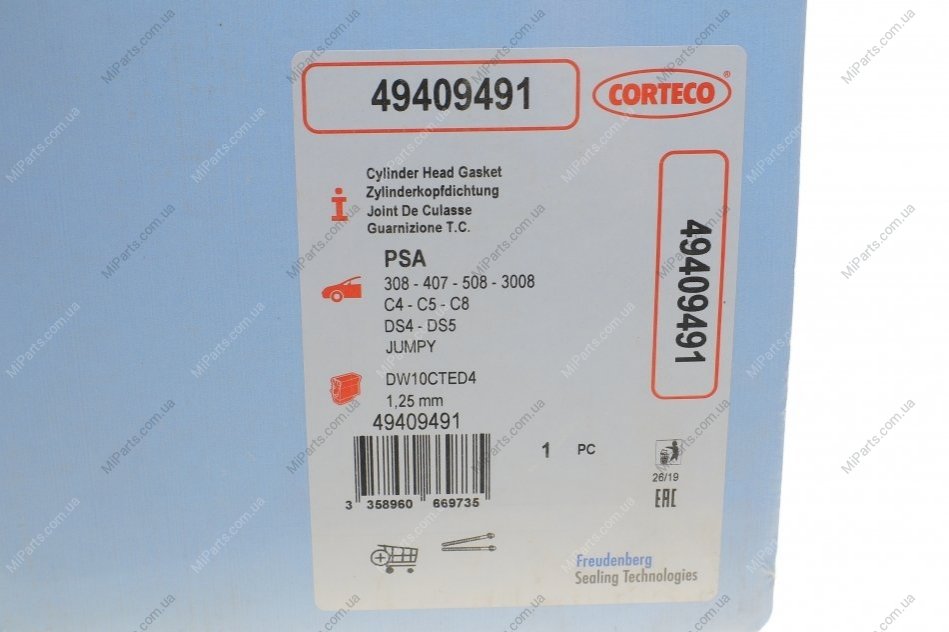 49409491
CORTECO®
Cylinder Head Gasket
Zylinderkopfdichtung
Joint De Culasse
Guarnizione T.C.
PSA
308 - 407 - 508 - 3008
C4 - C5 - C8
DS4 - DS5
JUMPY
DW10CTED4
1,25 mm
49409491
3 358960 669735
1 PC
49409491
26/19
EAC
Freudenberg
Sealing Technologies
MiParts.com.ua